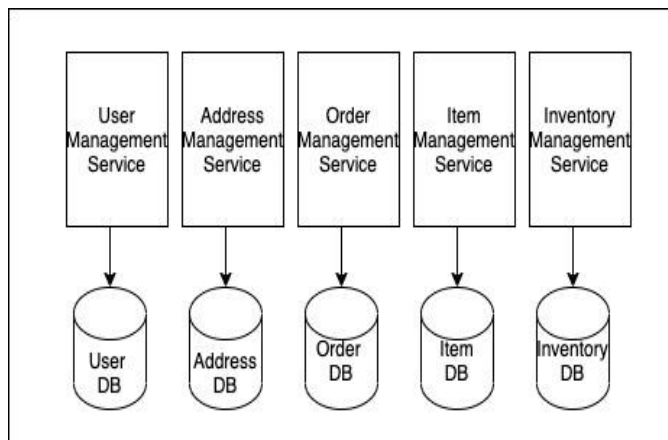 User
Management
Service
Address
Management
Service
Order
Management
Service
Item
Management
Service
Inventory
Management
Service
User
DB
Address
DB
Order
DB
Item
DB
Inventory
DB